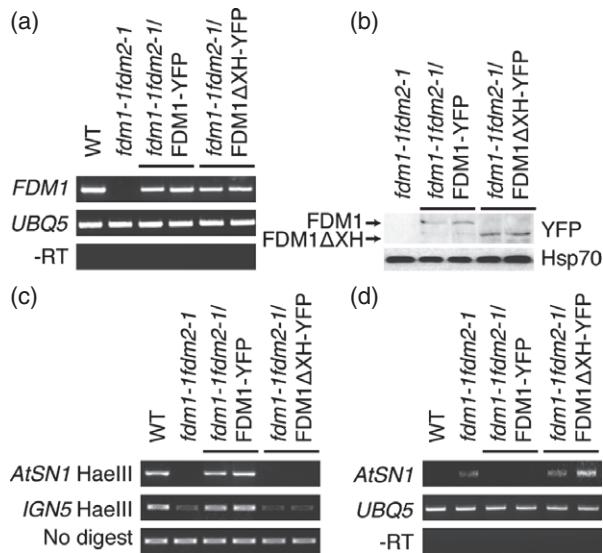 (a)
WT
fdm1-1fdm2-1
fdm1-1fdm2-1/
FDM1-YFP
fdm1-1fdm2-1/
FDM1ΔXH-YFP
FDM1
UBQ5
-RT
(b)
fdm1-1fdm2-1
fdm1-1fdm2-1/
FDM1-YFP
fdm1-1fdm2-1/
FDM1ΔXH-YFP
FDM1
FDM1ΔXH
YFP
Hsp70
(c)
WT
fdm1-1fdm2-1
fdm1-1fdm2-1/
FDM1-YFP
fdm1-1fdm2-1/
FDM1ΔXH-YFP
AtSN1 HaeIII
IGN5 HaeIII
No digest
(d)
WT
fdm1-1fdm2-1
fdm1-1fdm2-1/
FDM1-YFP
fdm1-1fdm2-1/
FDM1ΔXH-YFP
AtSN1
UBQ5
-RT